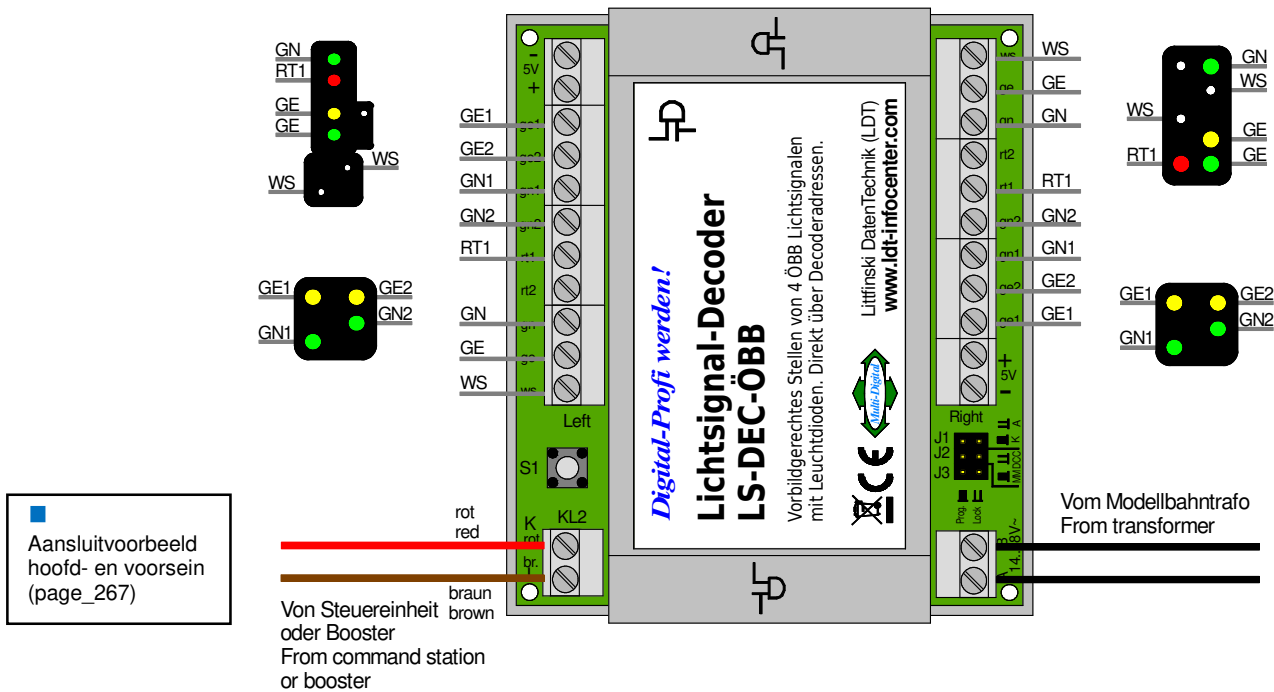 GN
RT1
GE
GE
WS
WS
GE1
GE2
GN1
GN2
GE1
GE2
GN1
GN2
RT1
GN
GE
WS
-
5V
+
ge1
ge2
gn1
gn2
rt1
rt2
gn
ge
ws
Left
S1
K
KL2
rot
br.
rot
red
braun
brown
Von Steuereinheit
oder Booster
From command station
or booster
Aansluitvoorbeeld
hoofd- en voorsein
(page_267)
Digital-Profi werden!
Lichtsignal-Decoder
LS-DEC-ÖBB
Vorbildgerechtes Stellen von 4 ÖBB Lichtsignalen
mit Leuchtdioden. Direkt über Decoderadressen.
Littfinski DatenTechnik (LDT)
www.ldt-infocenter.com
Multi-Digital
CE
ws
ge
gn
rt2
rt1
gn2
gn1
ge2
ge1
+
5V
-
Right
J1
J2
J3
A
K
DCC
MM
Prog.
Lock
B
A
14...18V~
WS
GE
GN
RT1
GN2
GN1
GE2
GE1
GN
WS
WS
GE
RT1
GE
GE1
GE2
GN2
GN1
Vom Modellbahntrafo
From transformer